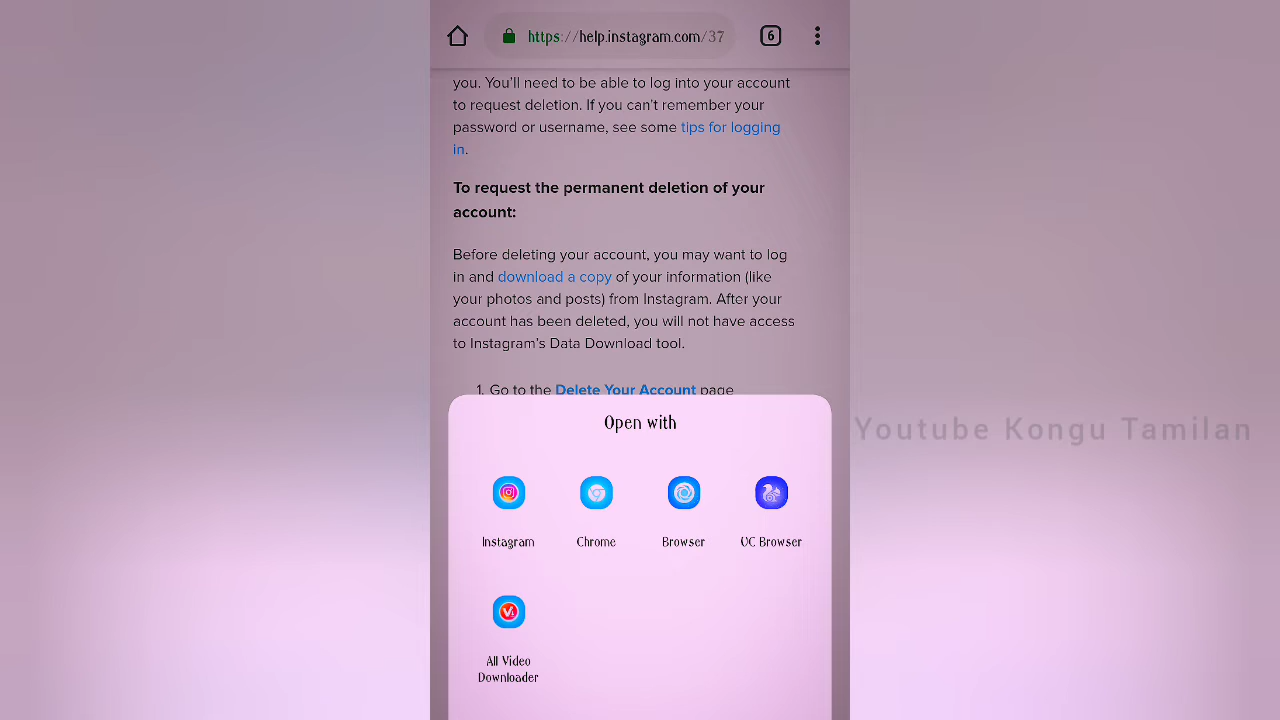 https://help.instagram.com/37
6
you. You'll need to be able to log into your account
to request deletion. If you can't remember your
password or username, see some tips for logging
in.
To request the permanent deletion of your
account:
Before deleting your account, you may want to log
in and download a copy of your information (like
your photos and posts) from Instagram. After your
account has been deleted, you will not have access
to Instagram's Data Download tool.
1. Go to the Delete Your Account page
Open with
Youtube Kongu Tamilan
Instagram
Chrome
Browser
UC Browser
All Video
Downloader